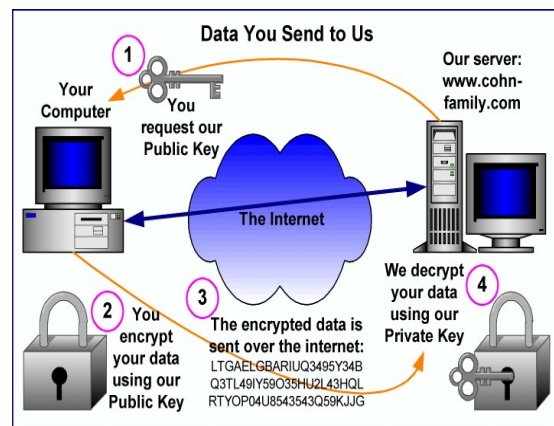 Data You Send to Us
1
Your
Computer
You
request our
Public Key
Our server:
www.cohn-
family.com
The Internet
2
You
encrypt
your data
using our
Public Key
3
The encrypted data is
sent over the internet:
LTGAELGBARIUQ3495Y34B
Q3TL49IY59O35HU2L43HQL
RTYOP04U8543543Q59KJJG
We decrypt
your data
using our
Private Key
4